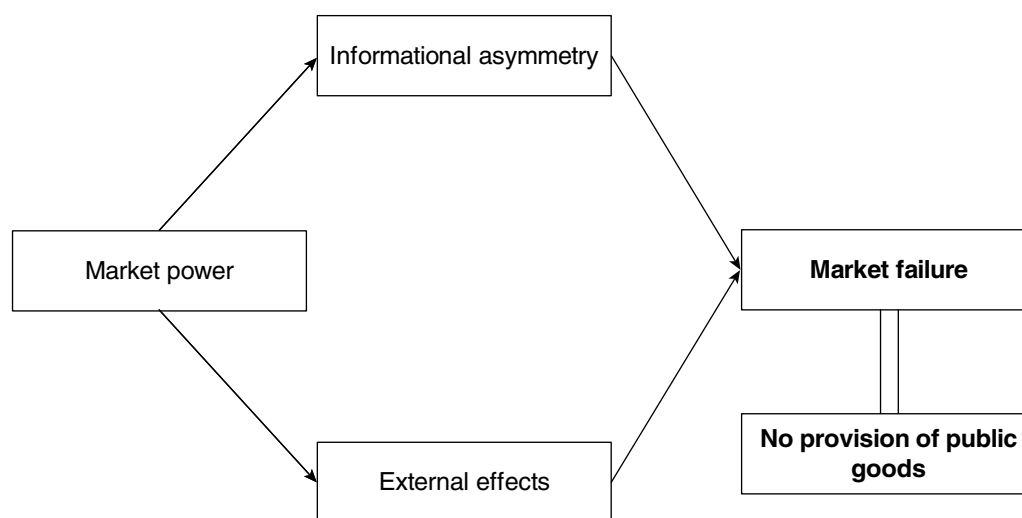 Informational asymmetry
Market power
Market failure
No provision of public
goods
External effects